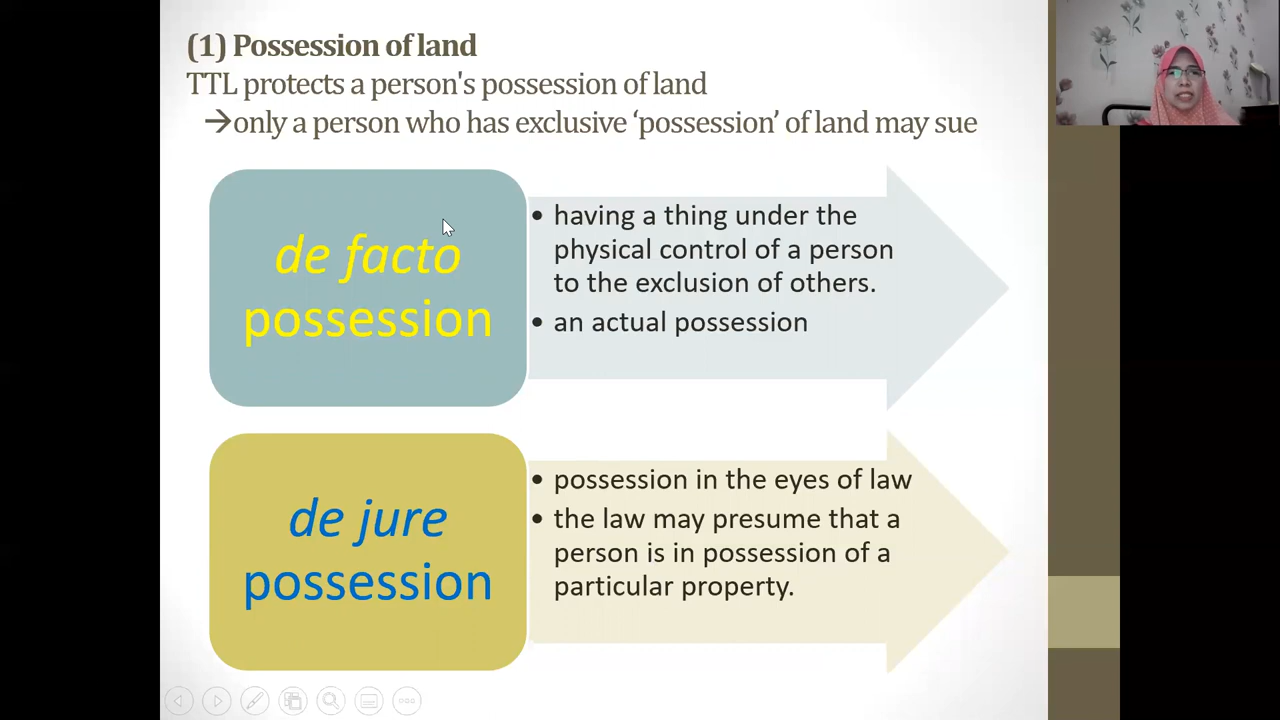 (1) Possession of land
TTL protects a person's possession of land
→only a person who has exclusive ‘possession’ of land may sue
de facto
possession
• having a thing under the
physical control of a person
to the exclusion of others.
• an actual possession
de jure
possession
• possession in the eyes of law
• the law may presume that a
person is in possession of a
particular property.